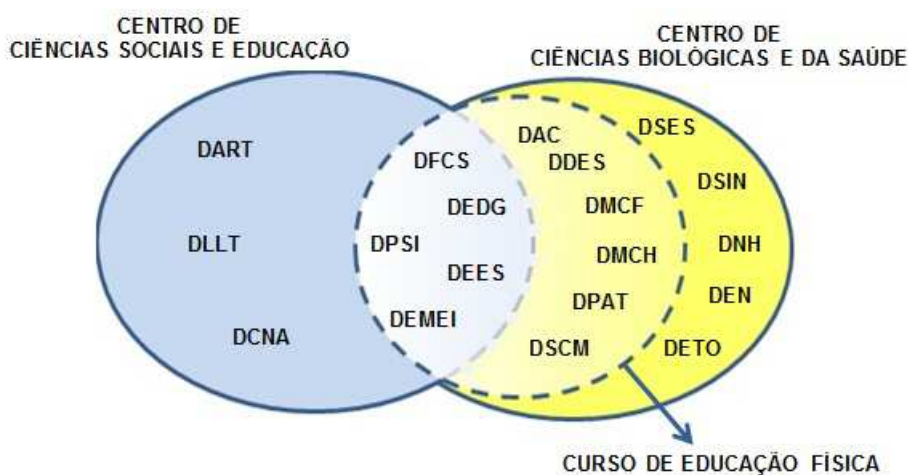 CENTRO DE
CIÊNCIAS SOCIAIS E EDUCAÇÃO
CENTRO DE
CIÊNCIAS BIOLÓGICAS E DA SAÚDE
DART
DLLT
DCNA
DFCS
DEDG
DPSI
DEES
DEMEI
DAC
DDES
DMCF
DMCH
DPAT
DSCM
DSES
DSIN
DNH
DEN
DETO
CURSO DE EDUCAÇÃO FÍSICA